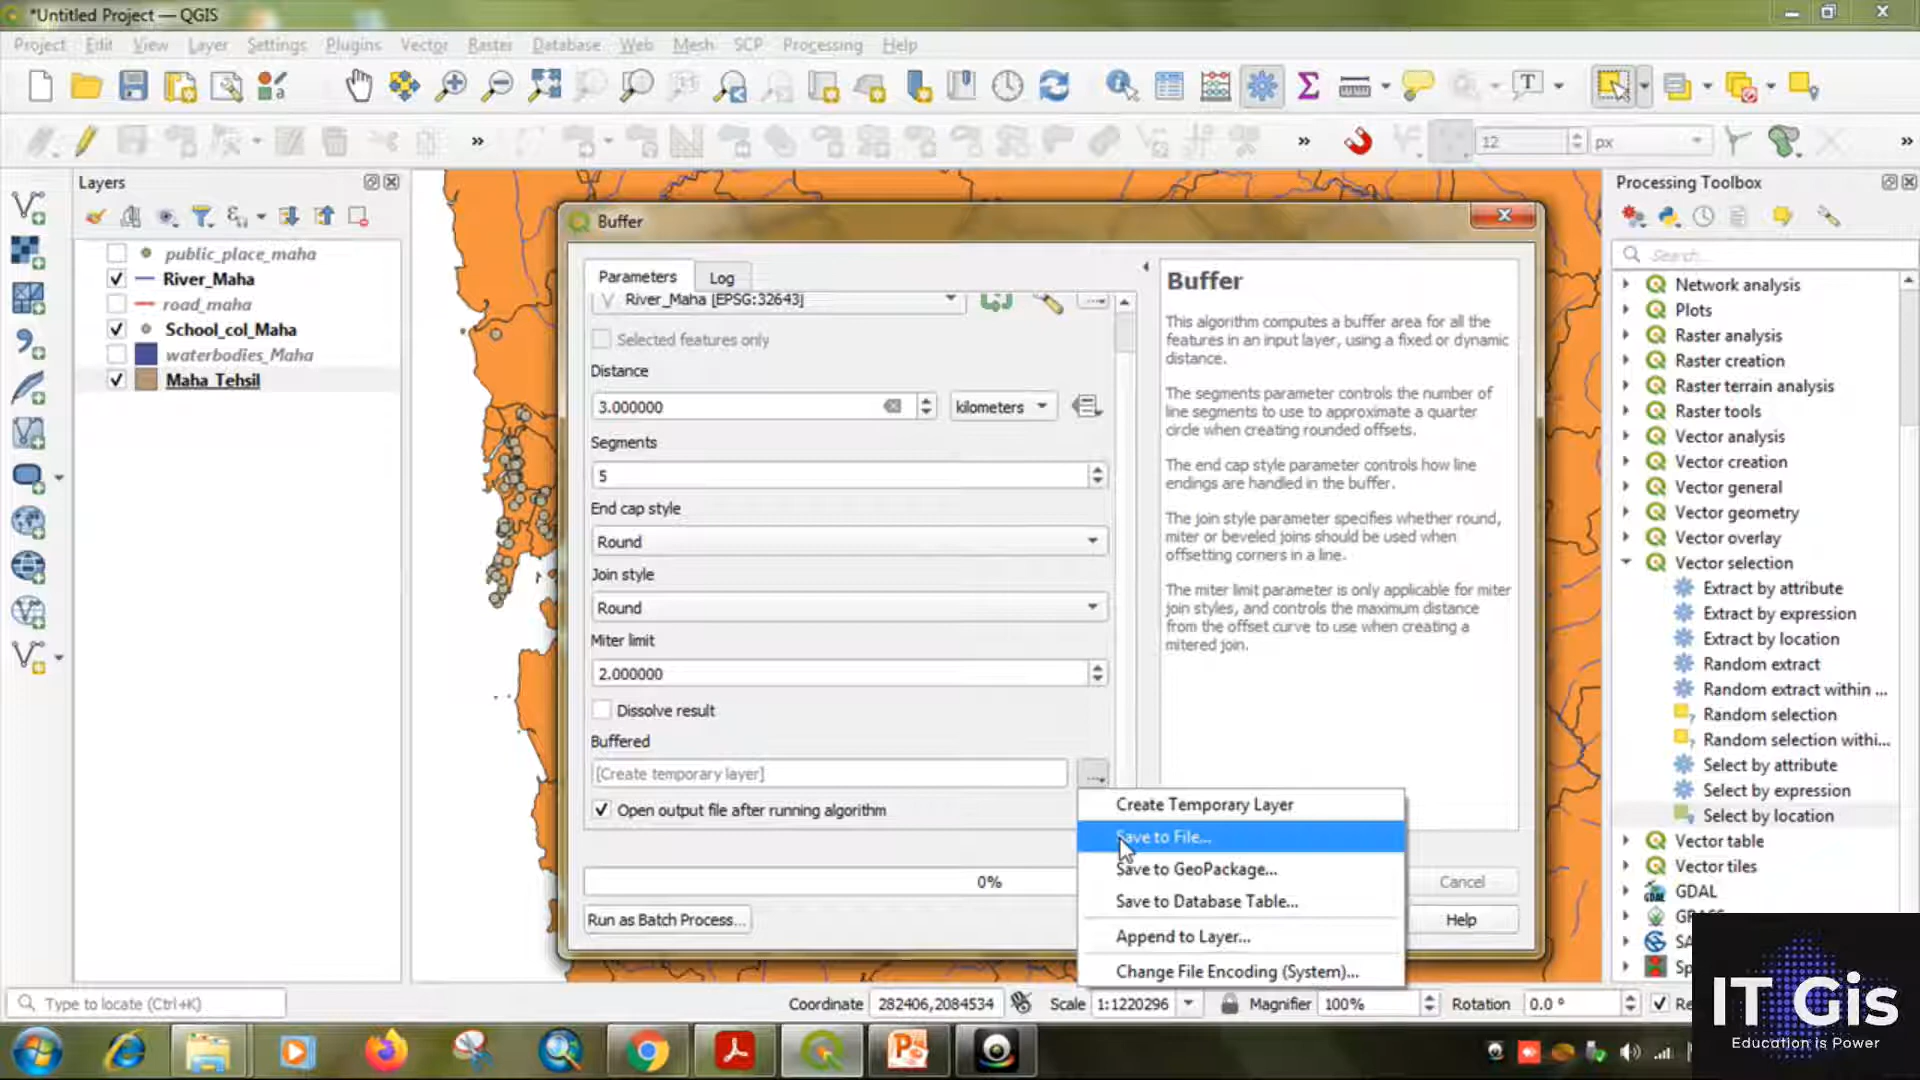 *Untitled Project — QGIS
Project Edit View Layer Settings Plugins Vector Raster Database Web Mesh SCP Processing Help
12 px
Layers
public_place_maha
River_Maha
road_maha
School_col_Maha
waterbodies_Maha
Maha_Tehsil
Buffer
Parameters Log
River_Maha [EPSG:32643]
Selected features only
Distance
3.000000 kilometers
Segments
5
End cap style
Round
Join style
Round
Miter limit
2.000000
Dissolve result
Buffered
[Create temporary layer]
Open output file after running algorithm
0%
Run as Batch Process...
Cancel
Help
Buffer
This algorithm computes a buffer area for all the
features in an input layer, using a fixed or dynamic
distance.
The segments parameter controls the number of
line segments to use to approximate a quarter
circle when creating rounded offsets.
The end cap style parameter controls how line
endings are handled in the buffer.
The join style parameter specifies whether round,
miter or beveled joins should be used when
offsetting corners in a line.
The miter limit parameter is only applicable for miter
join styles, and controls the maximum distance
from the offset curve to use when creating a
mitered join.
Create Temporary Layer
Save to File...
Save to GeoPackage...
Save to Database Table...
Append to Layer...
Change File Encoding (System)...
Processing Toolbox
Search...
Network analysis
Plots
Raster analysis
Raster creation
Raster terrain analysis
Raster tools
Vector analysis
Vector creation
Vector general
Vector geometry
Vector overlay
Vector selection
Extract by attribute
Extract by expression
Extract by location
Random extract
Random extract within ...
Random selection
Random selection withi...
Select by attribute
Select by expression
Select by location
Vector table
Vector tiles
GDAL
Type to locate (Ctrl+K)
Coordinate 282406,2084534 Scale 1:1220296 Magnifier 100% Rotation 0.0 °
IT Gis
Education is Power